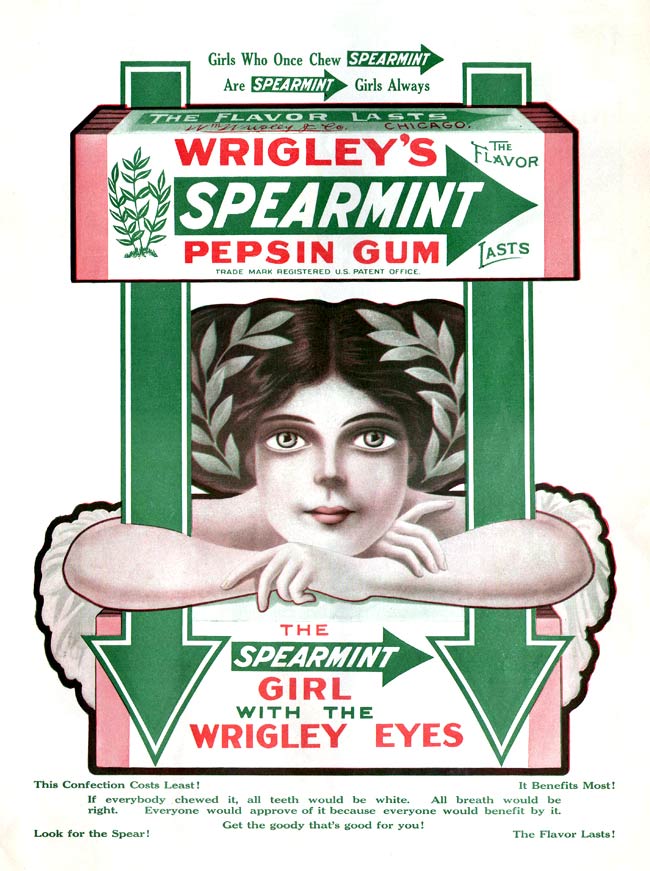 Girls Who Once Chew SPEARMINT
Are SPEARMINT Girls Always
THE FLAVOR LASTS
Wm Wrigley Jr. Co. CHICAGO.
WRIGLEY'S
THE FLAVOR
SPEARMINT
PEPSIN GUM
LASTS
TRADE MARK REGISTERED U.S. PATENT OFFICE.
THE
SPEARMINT
GIRL
WITH THE
WRIGLEY EYES
This Confection Costs Least! It Benefits Most!
If everybody chewed it, all teeth would be white. All breath would be
right. Everyone would approve of it because everyone would benefit by it.
Get the goody that's good for you!
Look for the Spear! The Flavor Lasts!